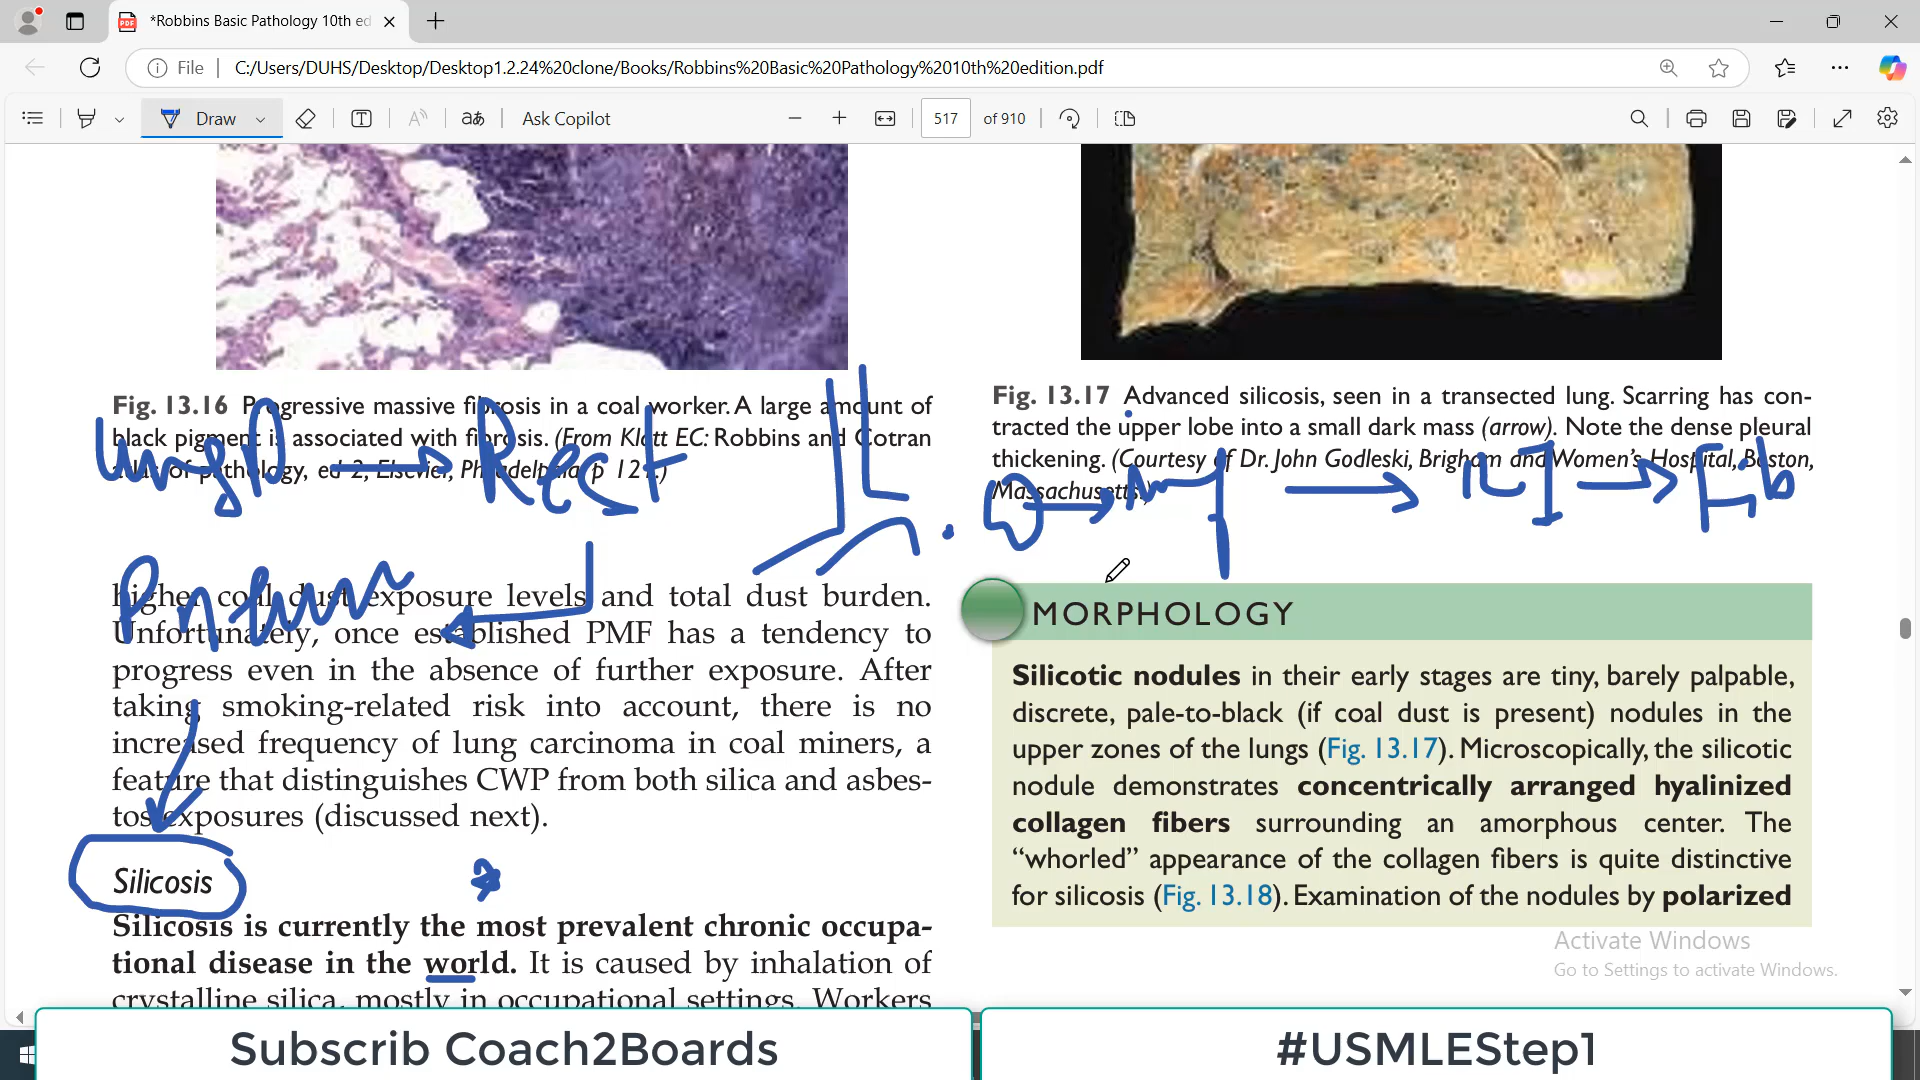 *Robbins Basic Pathology 10th ed
File
C:/Users/DUHS/Desktop/Desktop1.2.24%20clone/Books/Robbins%20Basic%20Pathology%2010th%20edition.pdf
Draw
Ask Copilot
517 of 910
Fig. 13.16 Progressive massive fibrosis in a coal worker. A large amount of
black pigment is associated with fibrosis. (From Klatt EC: Robbins and Cotran
atlas of pathology, ed 2, Elsevier, Philadelphia, p 121.)
Lung D → Rest
Pneum
higher coal dust exposure levels and total dust burden.
Unfortunately, once established PMF has a tendency to
progress even in the absence of further exposure. After
taking smoking-related risk into account, there is no
increased frequency of lung carcinoma in coal miners, a
feature that distinguishes CWP from both silica and asbes-
tos exposures (discussed next).
Silicosis
Silicosis is currently the most prevalent chronic occupa-
tional disease in the world. It is caused by inhalation of
crystalline silica, mostly in occupational settings. Workers
Fig. 13.17 Advanced silicosis, seen in a transected lung. Scarring has con-
tracted the upper lobe into a small dark mass (arrow). Note the dense pleural
thickening. (Courtesy of Dr. John Godleski, Brigham and Women's Hospital, Boston,
Massachusetts.)
Fib
MORPHOLOGY
Silicotic nodules in their early stages are tiny, barely palpable,
discrete, pale-to-black (if coal dust is present) nodules in the
upper zones of the lungs (Fig. 13.17). Microscopically, the silicotic
nodule demonstrates concentrically arranged hyalinized
collagen fibers surrounding an amorphous center. The
“whorled” appearance of the collagen fibers is quite distinctive
for silicosis (Fig. 13.18). Examination of the nodules by polarized
Activate Windows
Go to Settings to activate Windows.
Subscrib Coach2Boards
#USMLEStep1